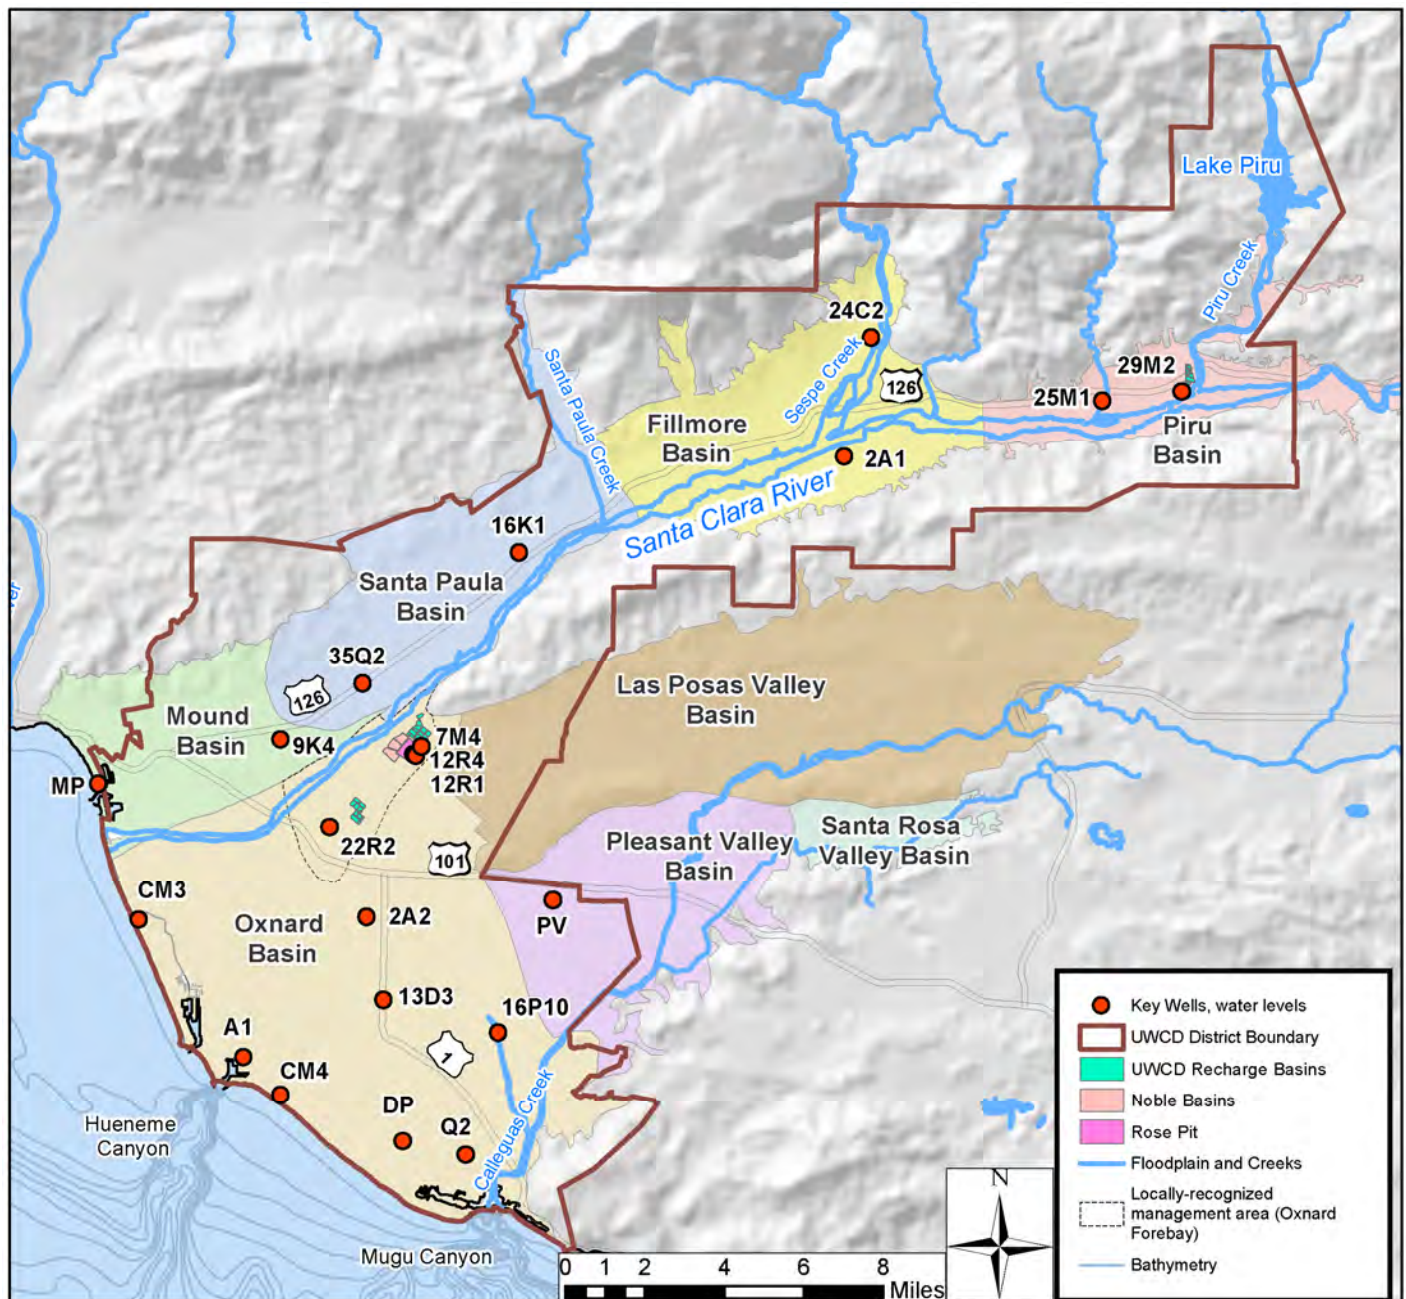 Lake Piru
Piru Creek
24C2
Sespe Creek
126
29M2
25M1
Santa Paula Creek
Fillmore
Basin
Piru
Basin
2A1
Santa Clara River
16K1
Santa Paula
Basin
35Q2
126
Las Posas Valley
Basin
Mound
Basin
9K4
7M4
12R4
12R1
MP
22R2
101
Pleasant Valley
Basin
Santa Rosa
Valley Basin
CM3
2A2
Oxnard
Basin
PV
13D3
16P10
A1
1
CM4
Calleguas Creek
DP
Q2
Hueneme
Canyon
Mugu Canyon
Key Wells, water levels
UWCD District Boundary
UWCD Recharge Basins
Noble Basins
Rose Pit
Floodplain and Creeks
Locally-recognized
management area (Oxnard
Forebay)
Bathymetry
N
0 1 2 4 6 8
Miles